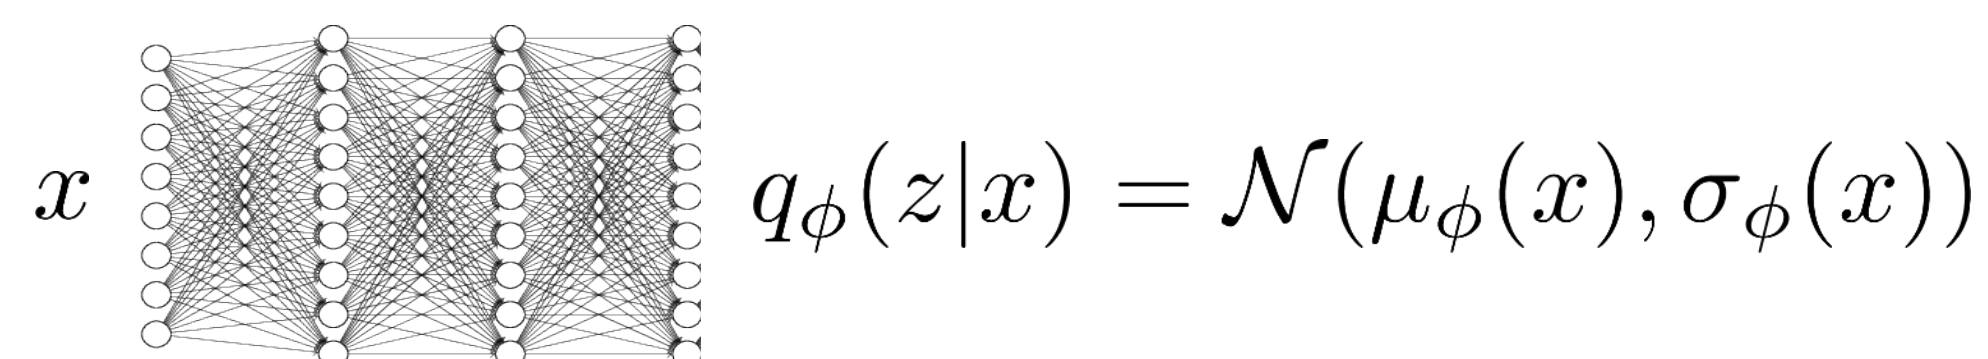 x q_ϕ(z|x) = 𝒩(μ_ϕ(x), σ_ϕ(x))